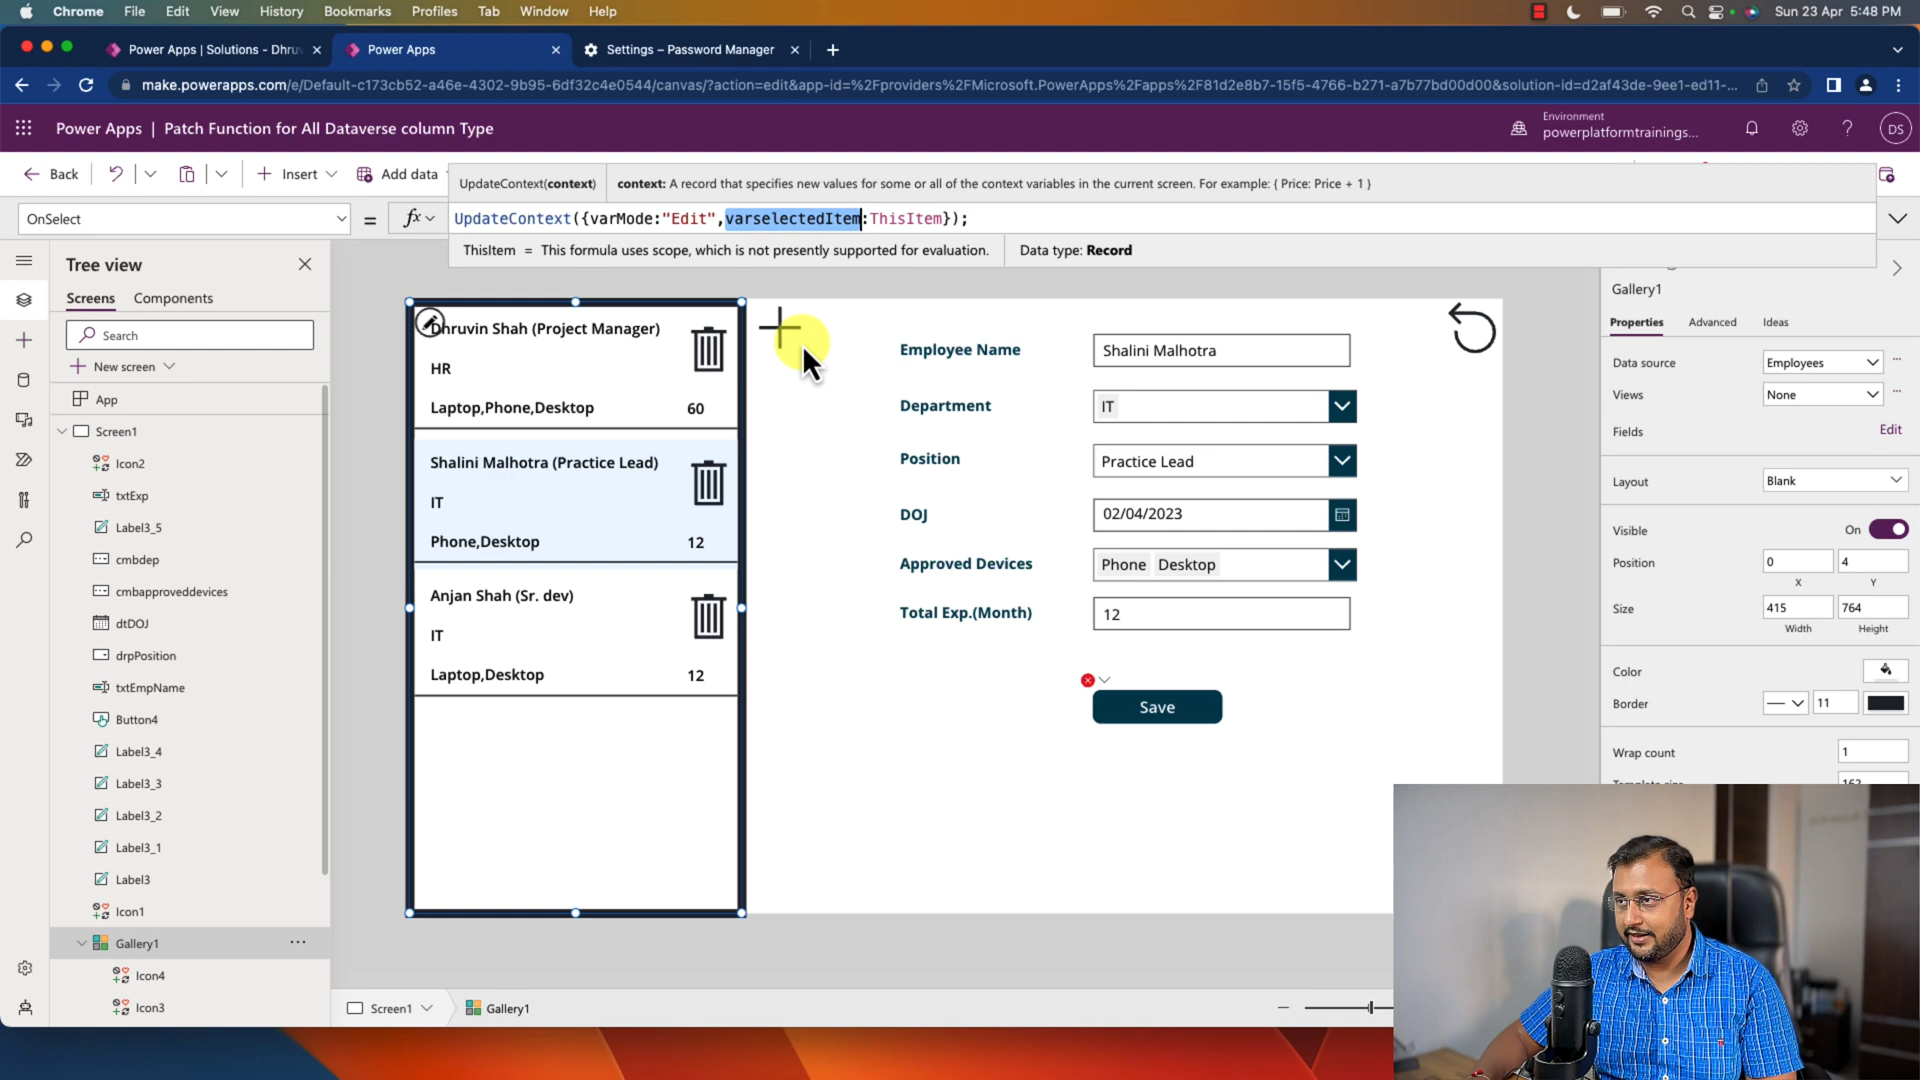 Chrome File Edit View History Bookmarks Profiles Tab Window Help Sun 23 Apr 5:48 PM
Power Apps | Solutions - Dhru Power Apps Settings – Password Manager
make.powerapps.com/e/Default-c173cb52-a46e-4302-9b95-6df32c4e0544/canvas/?action=edit&app-id=%2Fproviders%2FMicrosoft.PowerApps%2Fapps%2F81d2e8b7-15f5-4766-b271-a7b77bd00d00&solution-id=d2af43de-9ee1-ed11-...
Power Apps | Patch Function for All Dataverse column Type
Environment
powerplatformtrainings...
DS
Back Insert Add data
UpdateContext(context) context: A record that specifies new values for some or all of the context variables in the current screen. For example: { Price: Price + 1 }
OnSelect = fx UpdateContext({varMode:"Edit",varselectedItem:ThisItem});
ThisItem = This formula uses scope, which is not presently supported for evaluation. Data type: Record
Tree view
Screens Components
Search
New screen
App
Screen1
Icon2
txtExp
Label3_5
cmbdep
cmbapproveddevices
dtDOJ
drpPosition
txtEmpName
Button4
Label3_4
Label3_3
Label3_2
Label3_1
Label3
Icon1
Gallery1 ...
Icon4
Icon3
Dhruvin Shah (Project Manager)
HR
Laptop,Phone,Desktop 60
Shalini Malhotra (Practice Lead)
IT
Phone,Desktop 12
Anjan Shah (Sr. dev)
IT
Laptop,Desktop 12
Employee Name Shalini Malhotra
Department IT
Position Practice Lead
DOJ 02/04/2023
Approved Devices Phone Desktop
Total Exp.(Month) 12
Save
Screen1 Gallery1
Gallery1
Properties Advanced Ideas
Data source Employees ...
Views None ...
Fields Edit
Layout Blank
Visible On
Position 0 4
X Y
Size 415 764
Width Height
Color
Border 11
Wrap count 1